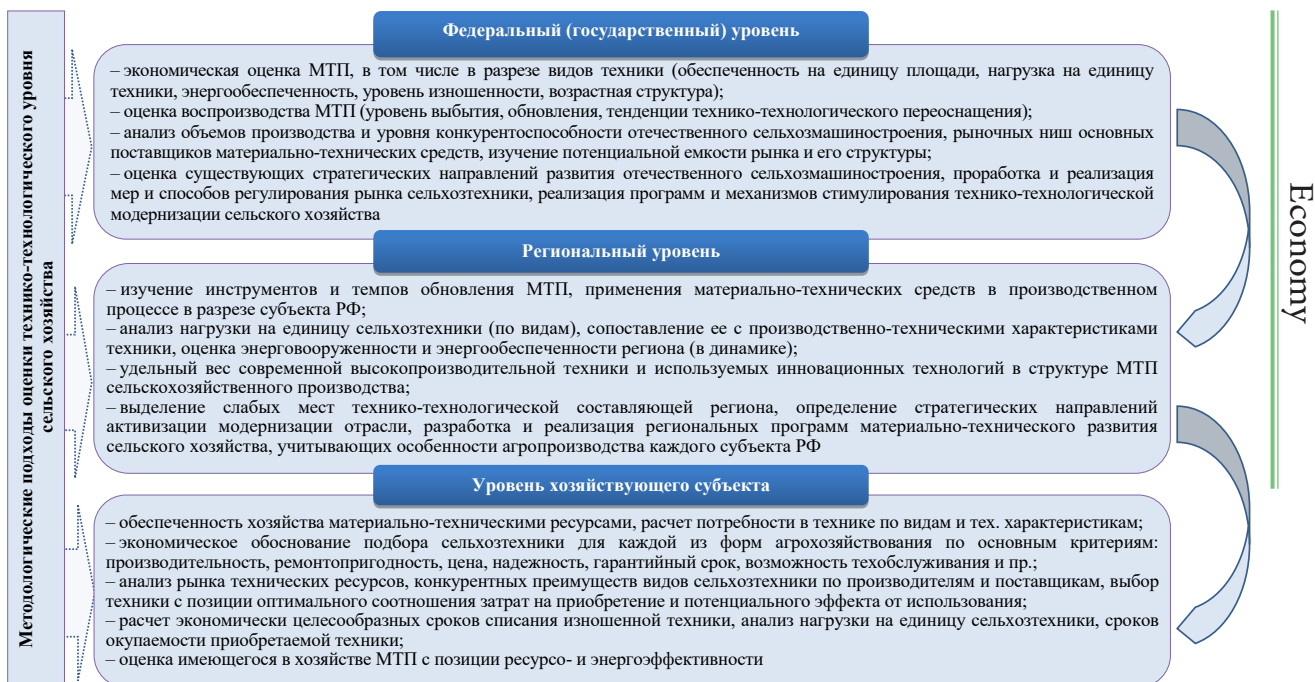 Методологические подходы оценки технико-технологического уровня
сельского хозяйства
Федеральный (государственный) уровень
– экономическая оценка МТП, в том числе в разрезе видов техники (обеспеченность на единицу площади, нагрузка на единицу
техники, энергообеспеченность, уровень изношенности, возрастная структура);
– оценка воспроизводства МТП (уровень выбытия, обновления, тенденции технико-технологического переоснащения);
– анализ объемов производства и уровня конкурентоспособности отечественного сельхозмашиностроения, рыночных ниш основных
поставщиков материально-технических средств, изучение потенциальной емкости рынка и его структуры;
– оценка существующих стратегических направлений развития отечественного сельхозмашиностроения, проработка и реализация
мер и способов регулирования рынка сельхозтехники, реализация программ и механизмов стимулирования технико-технологической
модернизации сельского хозяйства
Региональный уровень
– изучение инструментов и темпов обновления МТП, применения материально-технических средств в производственном
процессе в разрезе субъекта РФ;
– анализ нагрузки на единицу сельхозтехники (по видам), сопоставление ее с производственно-техническими характеристиками
техники, оценка энерговооруженности и энергообеспеченности региона (в динамике);
– удельный вес современной высокопроизводительной техники и используемых инновационных технологий в структуре МТП
сельскохозяйственного производства;
– выделение слабых мест технико-технологической составляющей региона, определение стратегических направлений
активизации модернизации отрасли, разработка и реализация региональных программ материально-технического развития
сельского хозяйства, учитывающих особенности агропроизводства каждого субъекта РФ
Уровень хозяйствующего субъекта
– обеспеченность хозяйства материально-техническими ресурсами, расчет потребности в технике по видам и тех. характеристикам;
– экономическое обоснование подбора сельхозтехники для каждой из форм агрохозяйствования по основным критериям:
производительность, ремонтопригодность, цена, надежность, гарантийный срок, возможность техобслуживания и пр.;
– анализ рынка технических ресурсов, конкурентных преимуществ видов сельхозтехники по производителям и поставщикам, выбор
техники с позиции оптимального соотношения затрат на приобретение и потенциального эффекта от использования;
– расчет экономически целесообразных сроков списания изношенной техники, анализ нагрузки на единицу сельхозтехники, сроков
окупаемости приобретаемой техники;
– оценка имеющегося в хозяйстве МТП с позиции ресурсо- и энергоэффективности
Economy